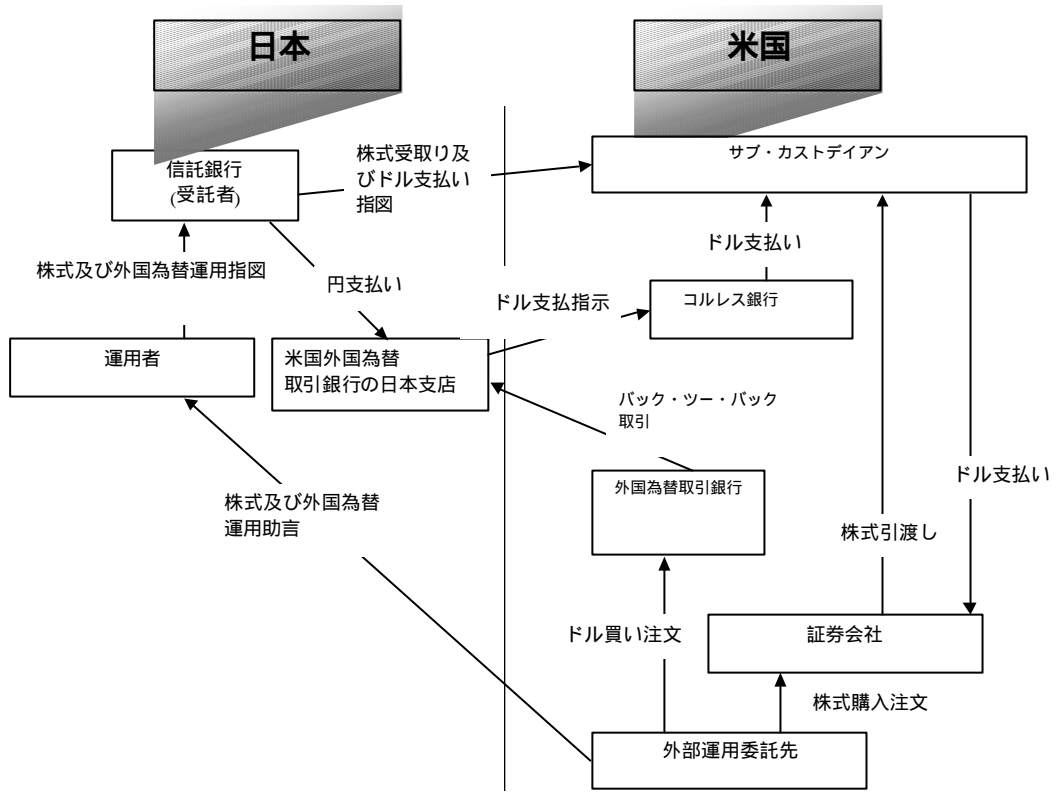 日本
米国
信託銀行
(受託者)
株式受取り及
びドル支払い
指図
サブ・カストデイアン
株式及び外国為替運用指図
円支払い
ドル支払い
ドル支払指示
コルレス銀行
運用者
米国外国為替
取引銀行の日本支店
バック・ツー・バック
取引
外国為替取引銀行
ドル支払い
株式及び外国為替
運用助言
株式引渡し
ドル買い注文
証券会社
株式購入注文
外部運用委託先